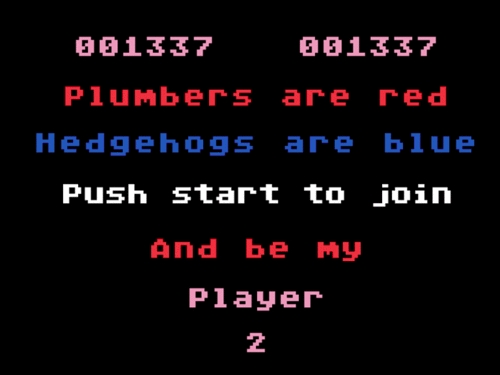 001337 001337
Plumbers are red
Hedgehogs are blue
Push start to join
And be my
Player
2